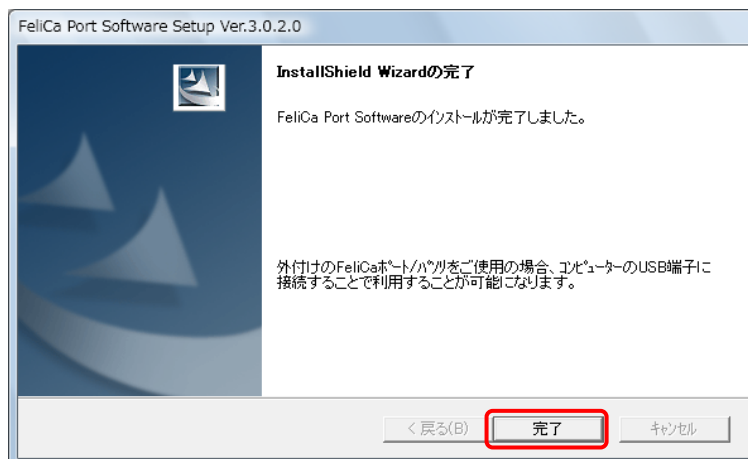 FeliCa Port Software Setup Ver.3.0.2.0
InstallShield Wizardの完了
FeliCa Port Softwareのインストールが完了しました。
外付けのFeliCaﾎﾟｰﾄ/ﾊﾟｿﾘをご使用の場合、ｺﾝﾋﾟｭｰﾀｰのUSB端子に
接続することで利用することが可能になります。
< 戻る(B)
完了
ｷｬﾝｾﾙ